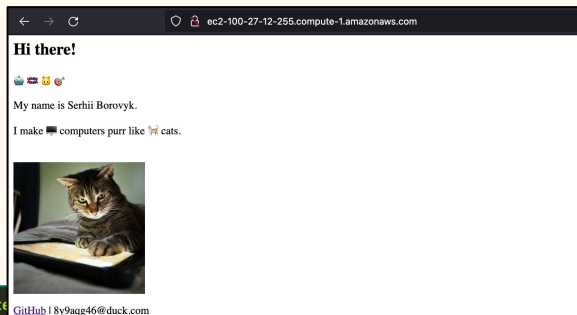 ec2-100-27-12-255.compute-1.amazonaws.com
Hi there!
My name is Serhii Borovyk.
I make 🖥️ computers purr like 🐈 cats.
GitHub | 8y9aqg46@duck.com